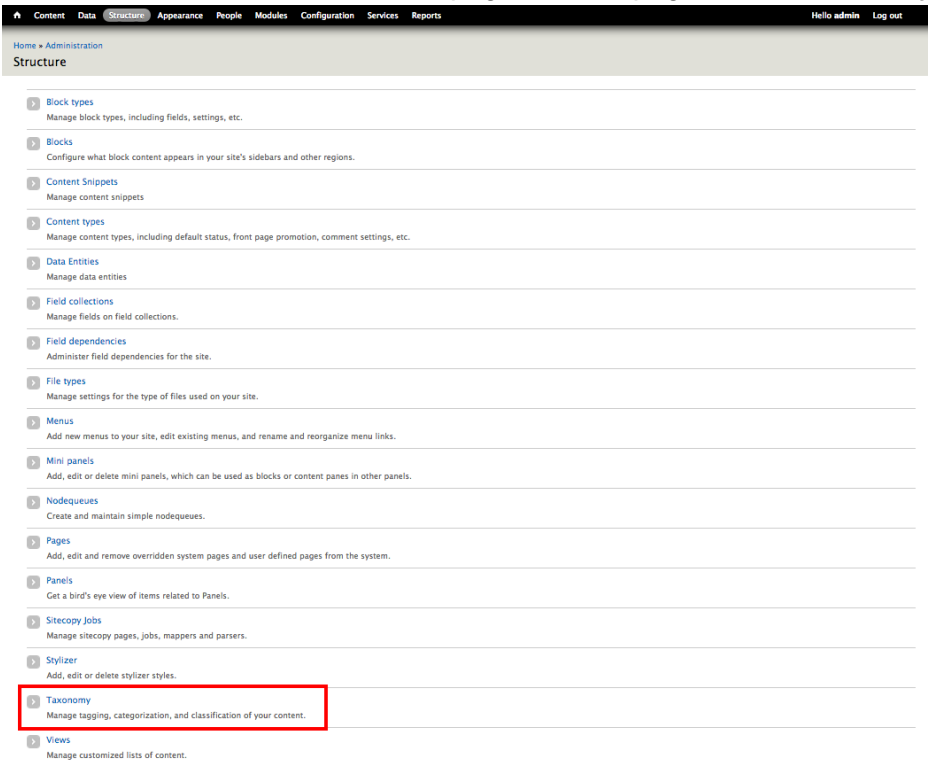 Content Data Structure Appearance People Modules Configuration Services Reports Hello admin Log out
Home » Administration
Structure
Block types
Manage block types, including fields, settings, etc.
Blocks
Configure what block content appears in your site's sidebars and other regions.
Content Snippets
Manage content snippets
Content types
Manage content types, including default status, front page promotion, comment settings, etc.
Data Entities
Manage data entities
Field collections
Manage fields on field collections.
Field dependencies
Administer field dependencies for the site.
File types
Manage settings for the type of files used on your site.
Menus
Add new menus to your site, edit existing menus, and rename and reorganize menu links.
Mini panels
Add, edit or delete mini panels, which can be used as blocks or content panes in other panels.
Nodequeues
Create and maintain simple nodequeues.
Pages
Add, edit and remove overridden system pages and user defined pages from the system.
Panels
Get a bird's eye view of items related to Panels.
Sitecopy Jobs
Manage sitecopy pages, jobs, mappers and parsers.
Stylizer
Add, edit or delete stylizer styles.
Taxonomy
Manage tagging, categorization, and classification of your content.
Views
Manage customized lists of content.